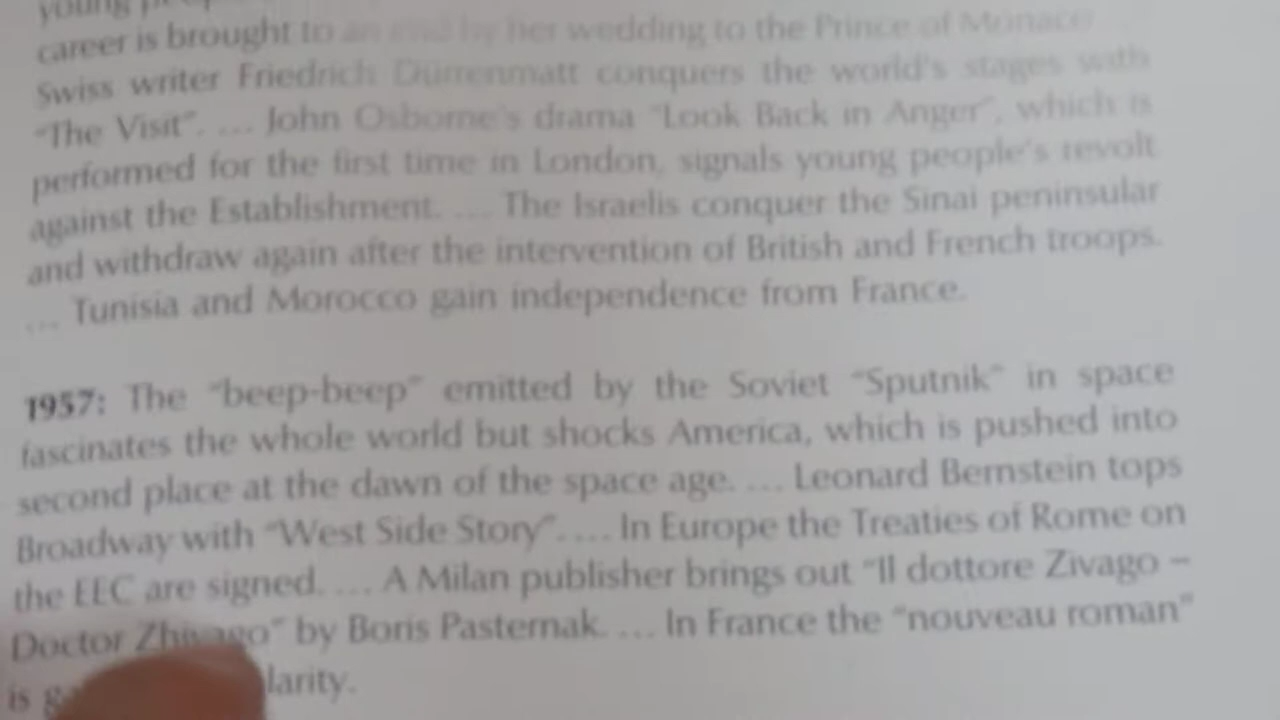 young
career is brought to an end by her wedding to the Prince of Monaco ...
Swiss writer Friedrich Dürrenmatt conquers the world's stages with
"The Visit". ... John Osborne's drama "Look Back in Anger", which is
performed for the first time in London, signals young people's revolt
against the Establishment. ... The Israelis conquer the Sinai peninsular
and withdraw again after the intervention of British and French troops.
... Tunisia and Morocco gain independence from France.
1957: The "beep-beep" emitted by the Soviet "Sputnik" in space
fascinates the whole world but shocks America, which is pushed into
second place at the dawn of the space age. ... Leonard Bernstein tops
Broadway with "West Side Story". ... In Europe the Treaties of Rome on
the EEC are signed. ... A Milan publisher brings out "Il dottore Zivago –
Doctor Zhivago" by Boris Pasternak. ... In France the "nouveau roman"
is